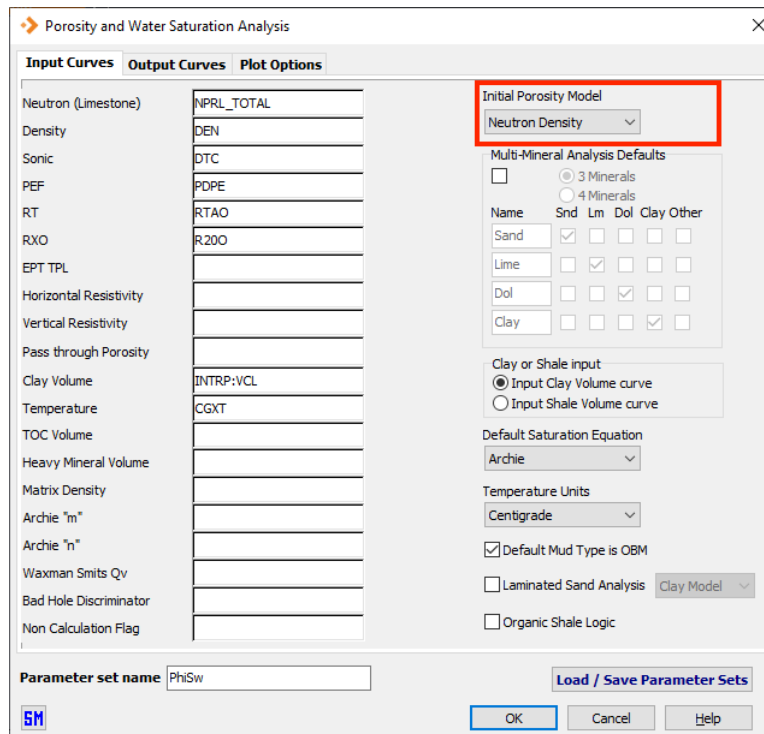 Porosity and Water Saturation Analysis
Input Curves Output Curves Plot Options
Neutron (Limestone) NPRL_TOTAL
Density DEN
Sonic DTC
PEF PDPE
RT RTAO
RXO R20O
EPT TPL
Horizontal Resistivity
Vertical Resistivity
Pass through Porosity
Clay Volume INTRP:VCL
Temperature CGXT
TOC Volume
Heavy Mineral Volume
Matrix Density
Archie "m"
Archie "n"
Waxman Smits Qv
Bad Hole Discriminator
Non Calculation Flag
Initial Porosity Model
Neutron Density
Multi-Mineral Analysis Defaults
3 Minerals
4 Minerals
Name Snd Lm Dol Clay Other
Sand
Lime
Dol
Clay
Clay or Shale input
Input Clay Volume curve
Input Shale Volume curve
Default Saturation Equation
Archie
Temperature Units
Centigrade
Default Mud Type is OBM
Laminated Sand Analysis Clay Model
Organic Shale Logic
Parameter set name PhiSw
Load / Save Parameter Sets
SM OK Cancel Help